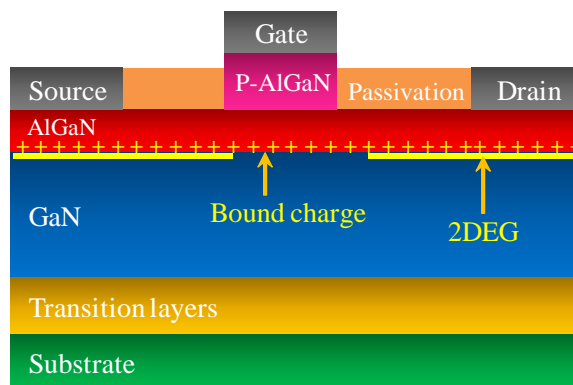 Gate
P-AlGaN
Source
Passivation
Drain
AlGaN
+ + + + + + + + + + + + + + + + + + + + + + + + + + + + + + +
Bound charge
GaN
2DEG
Transition layers
Substrate